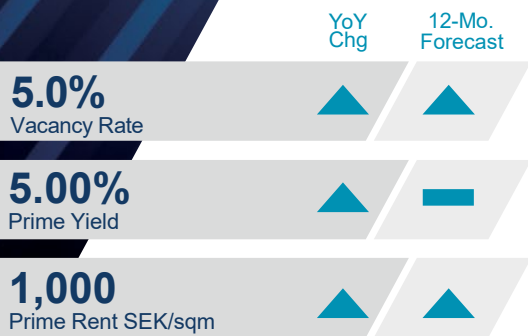 YoY
Chg
12-Mo.
Forecast
5.0%
Vacancy Rate
5.00%
Prime Yield
1,000
Prime Rent SEK/sqm